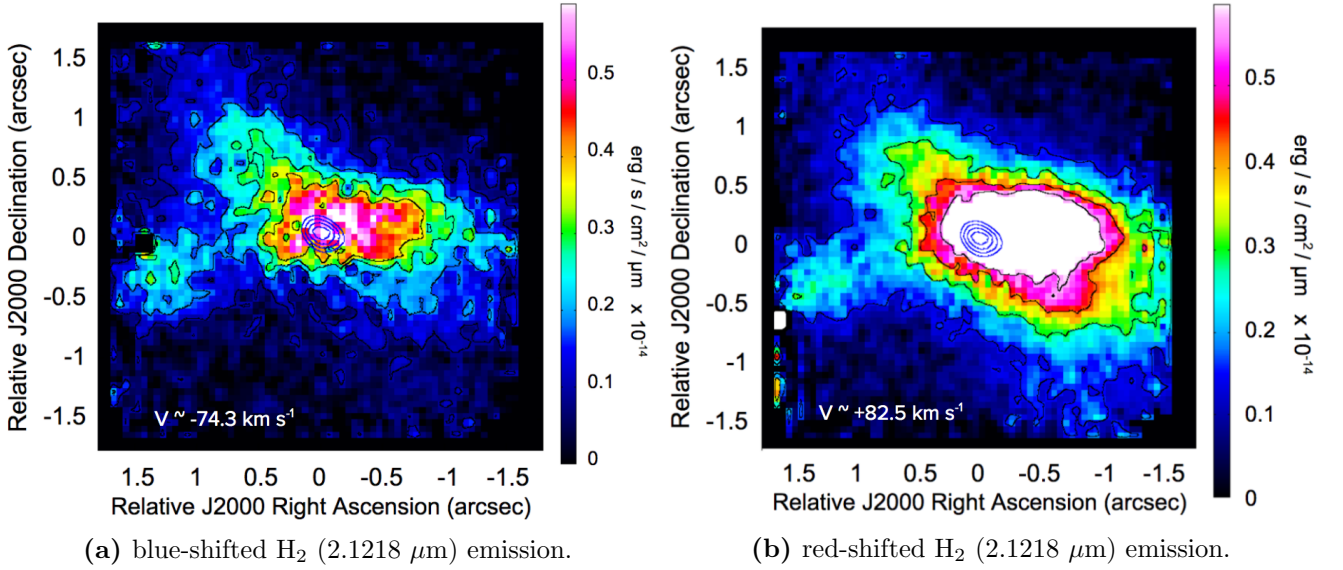 Relative J2000 Declination (arcsec)
1.5
1
0.5
0
-0.5
-1
-1.5
V ~ -74.3 km s⁻¹
1.5 1 0.5 0 -0.5 -1 -1.5
Relative J2000 Right Ascension (arcsec)
0.5
0.4
0.3
0.2
0.1
0
erg / s / cm² / μm x 10⁻¹⁴
(a) blue-shifted H₂ (2.1218 μm) emission.
Relative J2000 Declination (arcsec)
1.5
1
0.5
0
-0.5
-1
-1.5
V ~ +82.5 km s⁻¹
1.5 1 0.5 0 -0.5 -1 -1.5
Relative J2000 Right Ascension (arcsec)
0.5
0.4
0.3
0.2
0.1
0
erg / s / cm² / μm x 10⁻¹⁴
(b) red-shifted H₂ (2.1218 μm) emission.